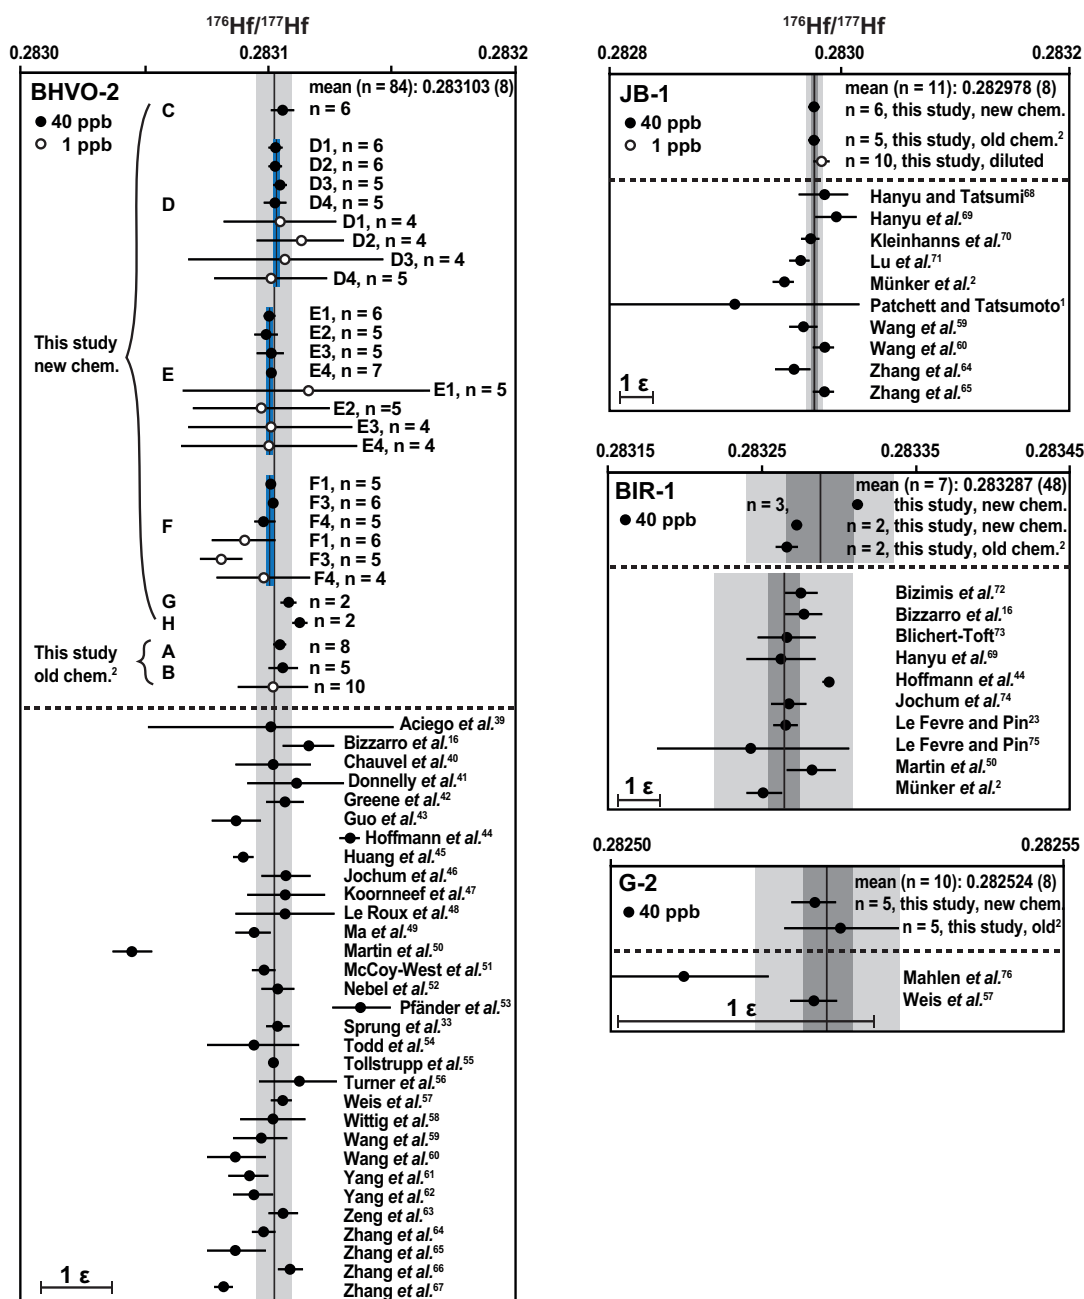 176Hf/177Hf
0.2830 0.2831 0.2832
BHVO-2
40 ppb
1 ppb
mean (n = 84): 0.283103 (8)
C n = 6
D1, n = 6
D2, n = 6
D3, n = 5
D D4, n = 5
D1, n = 4
D2, n = 4
D3, n = 4
D4, n = 5
E1, n = 6
E2, n = 5
This study
new chem.
E3, n = 5
E E4, n = 7
E1, n = 5
E2, n =5
E3, n = 4
E4, n = 4
F1, n = 5
F3, n = 6
F F4, n = 5
F1, n = 6
F3, n = 5
F4, n = 4
G n = 2
H n = 2
This study
old chem.2
A n = 8
B n = 5
n = 10
Aciego et al.39
Bizzarro et al.16
Chauvel et al.40
Donnelly et al.41
Greene et al.42
Guo et al.43
Hoffmann et al.44
Huang et al.45
Jochum et al.46
Koornneef et al.47
Le Roux et al.48
Ma et al.49
Martin et al.50
McCoy-West et al.51
Nebel et al.52
Pfänder et al.53
Sprung et al.33
Todd et al.54
Tollstrupp et al.55
Turner et al.56
Weis et al.57
Wittig et al.58
Wang et al.59
Wang et al.60
Yang et al.61
Yang et al.62
Zeng et al.63
Zhang et al.64
Zhang et al.65
Zhang et al.66
Zhang et al.67
1 ε
176Hf/177Hf
0.2828 0.2830 0.2832
JB-1
40 ppb
1 ppb
mean (n = 11): 0.282978 (8)
n = 6, this study, new chem.
n = 5, this study, old chem.2
n = 10, this study, diluted
Hanyu and Tatsumi68
Hanyu et al.69
Kleinhanns et al.70
Lu et al.71
Münker et al.2
Patchett and Tatsumoto1
Wang et al.59
Wang et al.60
Zhang et al.64
Zhang et al.65
1 ε
0.28315 0.28325 0.28335 0.28345
BIR-1
40 ppb
mean (n = 7): 0.283287 (48)
n = 3, this study, new chem.
n = 2, this study, new chem.
n = 2, this study, old chem.2
Bizimis et al.72
Bizzarro et al.16
Blichert-Toft73
Hanyu et al.69
Hoffmann et al.44
Jochum et al.74
Le Fevre and Pin23
Le Fevre and Pin75
Martin et al.50
Münker et al.2
1 ε
0.28250 0.28255
G-2
40 ppb
mean (n = 10): 0.282524 (8)
n = 5, this study, new chem.
n = 5, this study, old2
Mahlen et al.76
Weis et al.57
1 ε